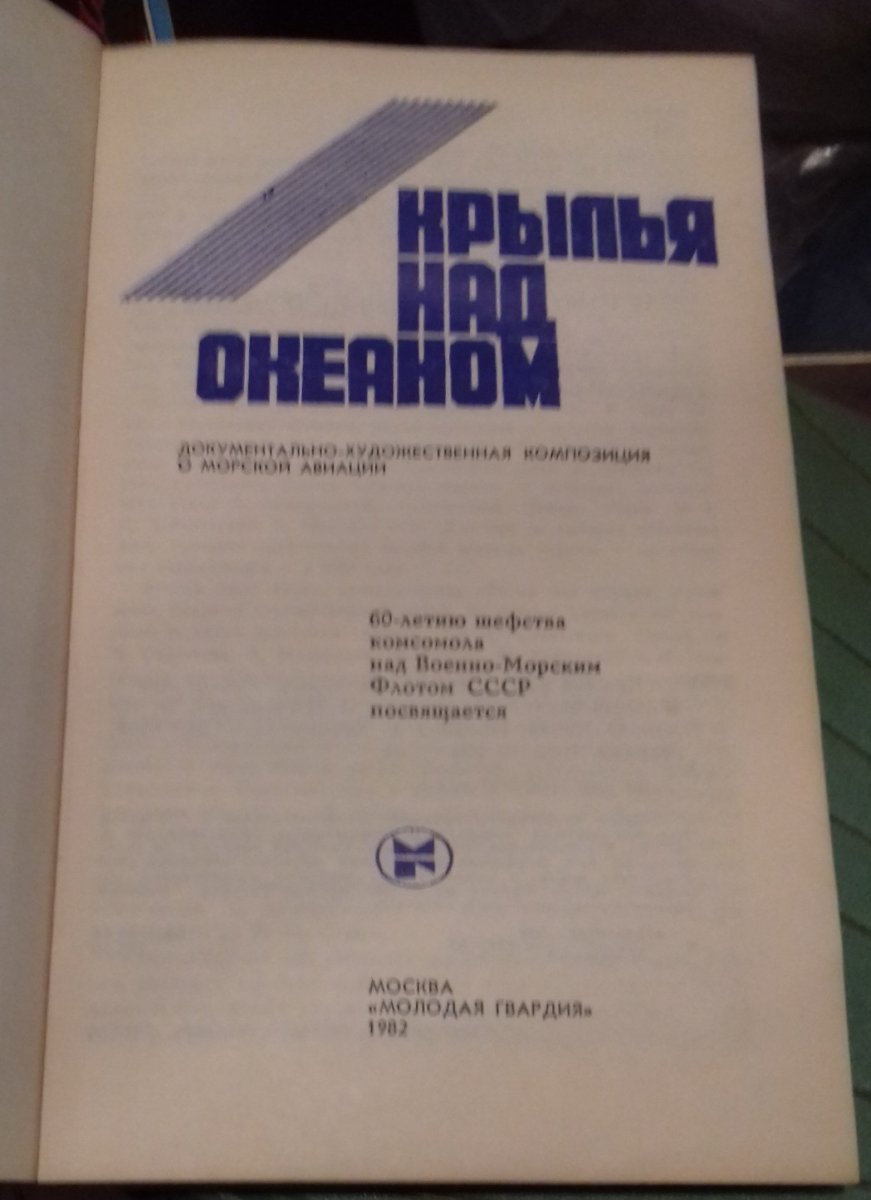 КРЫЛЬЯ
НАД
ОКЕАНОМ
ДОКУМЕНТАЛЬНО-ХУДОЖЕСТВЕННАЯ КОМПОЗИЦИЯ
О МОРСКОЙ АВИАЦИИ
60-летию шефства
комсомола
над Военно-Морским
Флотом СССР
посвящается
МОСКВА
«МОЛОДАЯ ГВАРДИЯ»
1982